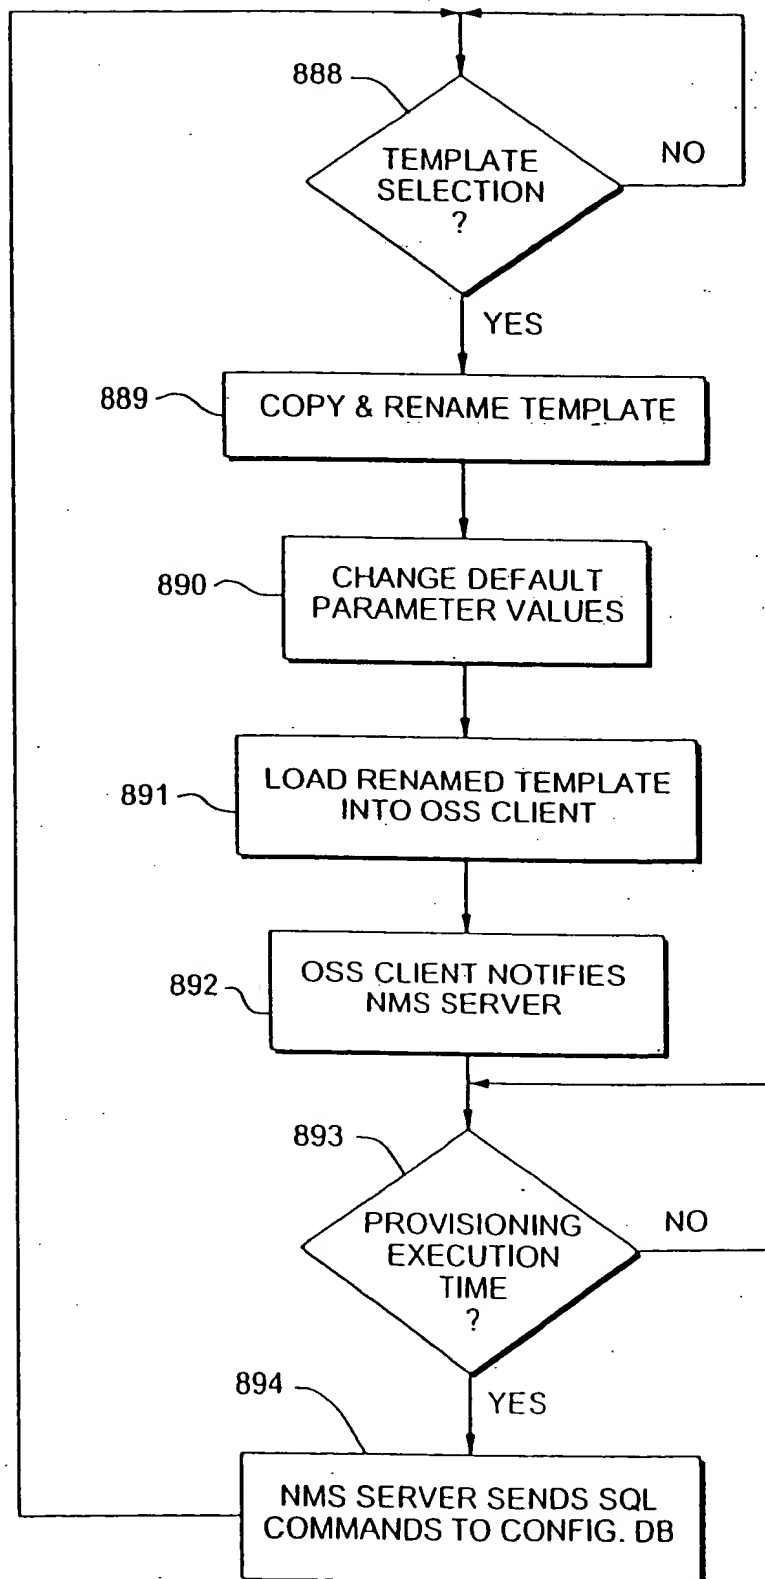 888
TEMPLATE
SELECTION
?
NO
YES
889
COPY & RENAME TEMPLATE
890
CHANGE DEFAULT
PARAMETER VALUES
891
LOAD RENAMED TEMPLATE
INTO OSS CLIENT
892
OSS CLIENT NOTIFIES
NMS SERVER
893
PROVISIONING
EXECUTION
TIME
?
NO
YES
894
NMS SERVER SENDS SQL
COMMANDS TO CONFIG. DB